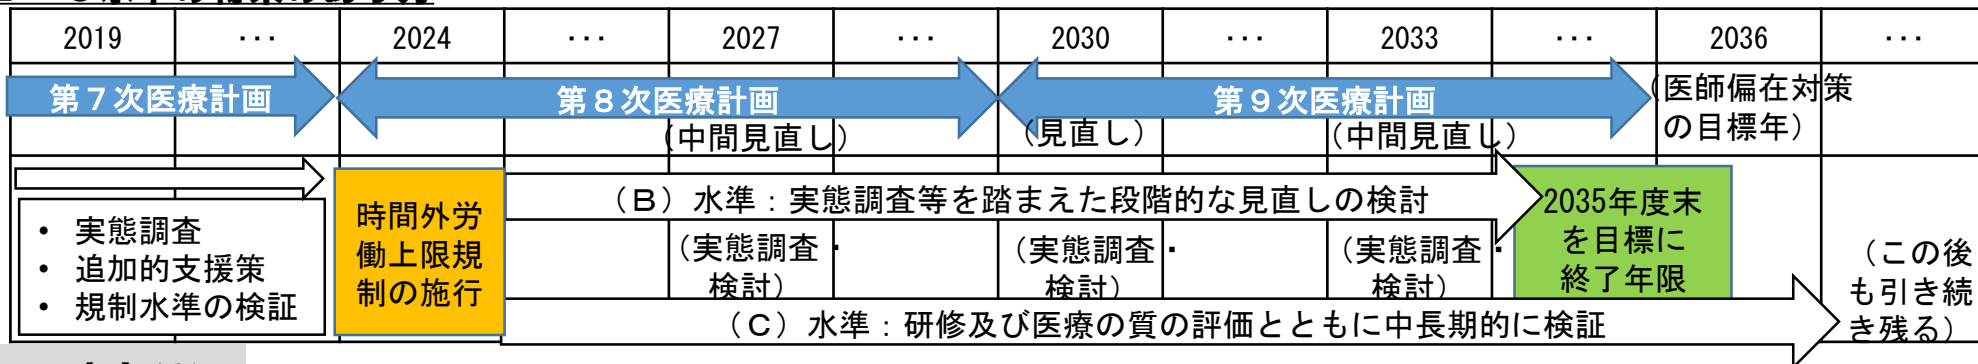 2019 ・・・ 2024 ・・・ 2027 ・・・ 2030 ・・・ 2033 ・・・ 2036 ・・・
第７次医療計画
第８次医療計画
第９次医療計画
（医師偏在対策
の目標年）
（中間見直し）
（見直し）
（中間見直し）
• 実態調査
• 追加的支援策
• 規制水準の検証
時間外労
働上限規
制の施行
（Ｂ）水準：実態調査等を踏まえた段階的な見直しの検討
（実態調査・
検討）
（実態調査・
検討）
（実態調査・
検討）
2035年度末
を目標に
終了年限
（Ｃ）水準：研修及び医療の質の評価とともに中長期的に検証
（この後
も引き続
き残る）